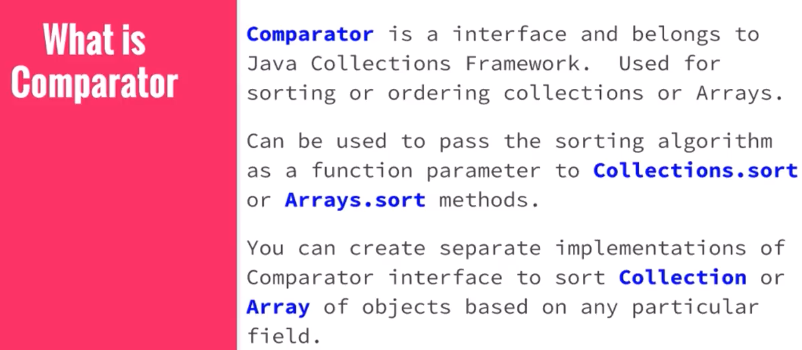 What is
Comparator
Comparator is a interface and belongs to
Java Collections Framework. Used for
sorting or ordering collections or Arrays.
Can be used to pass the sorting algorithm
as a function parameter to Collections.sort
or Arrays.sort methods.
You can create separate implementations of
Comparator interface to sort Collection or
Array of objects based on any particular
field.